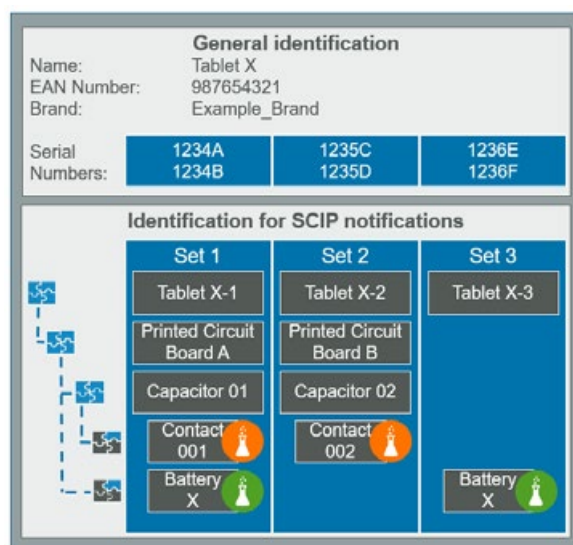 General identification
Name: Tablet X
EAN Number: 987654321
Brand: Example_Brand
Serial Numbers:
1234A 1235C 1236E
1234B 1235D 1236F
Identification for SCIP notifications
Set 1 Set 2 Set 3
Tablet X-1 Tablet X-2 Tablet X-3
Printed Circuit Printed Circuit
Board A Board B
Capacitor 01 Capacitor 02
Contact Contact
001 002
Battery Battery
X X